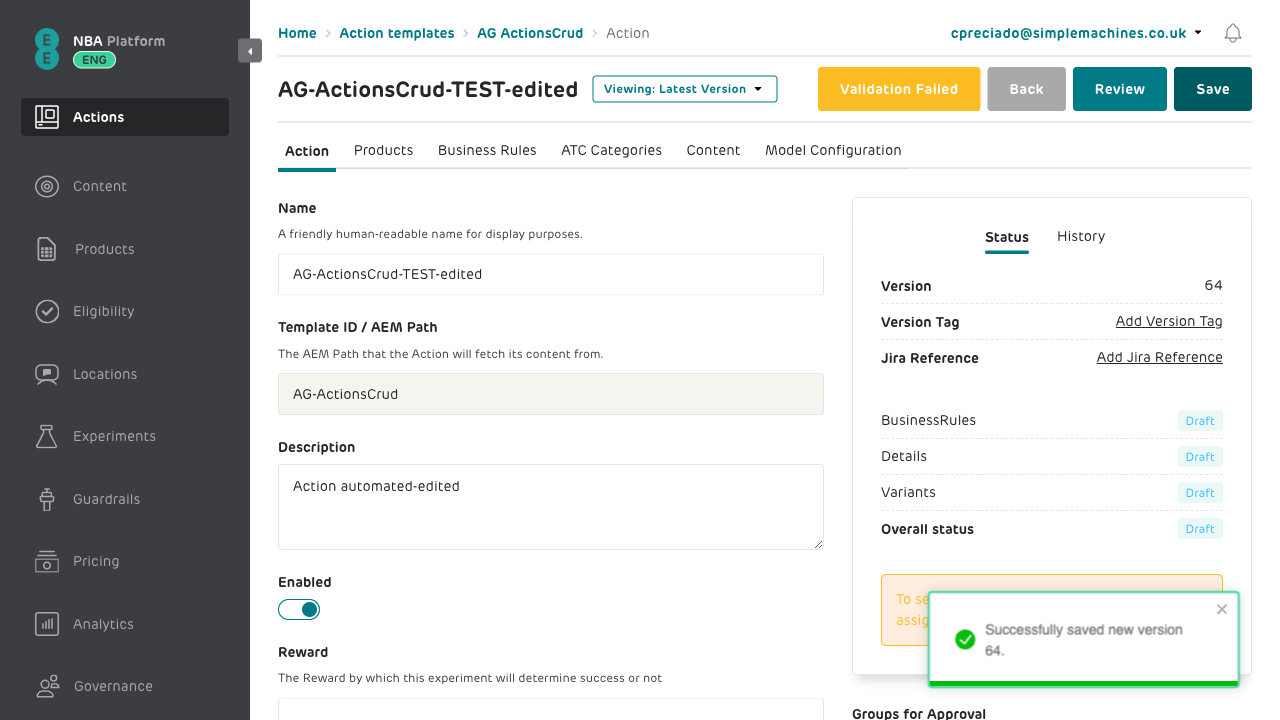 NBA Platform
ENG
Actions
Content
Products
Eligibility
Locations
Experiments
Guardrails
Pricing
Analytics
Governance
Home > Action templates > AG ActionsCrud > Action
cpreciado@simplemachines.co.uk
AG-ActionsCrud-TEST-edited
Viewing: Latest Version
Validation Failed
Back
Review
Save
Action
Products
Business Rules
ATC Categories
Content
Model Configuration
Name
A friendly human-readable name for display purposes.
AG-ActionsCrud-TEST-edited
Template ID / AEM Path
The AEM Path that the Action will fetch its content from.
AG-ActionsCrud
Description
Action automated-edited
Enabled
Reward
The Reward by which this experiment will determine success or not
Status
History
Version 64
Version Tag Add Version Tag
Jira Reference Add Jira Reference
BusinessRules Draft
Details Draft
Variants Draft
Overall status Draft
To se
assig
Successfully saved new version
64.
Groups for Approval